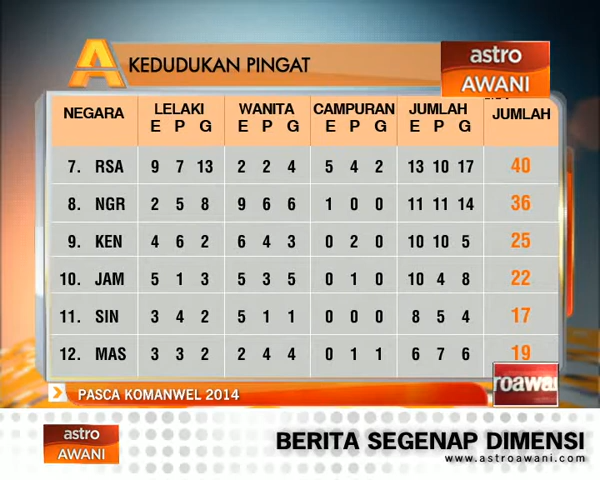 KEDUDUKAN PINGAT
astro
AWANI
NEGARA LELAKI WANITA CAMPURAN JUMLAH JUMLAH
E P G E P G E P G E P G
7. RSA 9 7 13 2 2 4 5 4 2 13 10 17 40
8. NGR 2 5 8 9 6 6 1 0 0 11 11 14 36
9. KEN 4 6 2 6 4 3 0 2 0 10 10 5 25
10. JAM 5 1 3 5 3 5 0 1 0 10 4 8 22
11. SIN 3 4 2 5 1 1 0 0 0 8 5 4 17
12. MAS 3 3 2 2 4 4 0 1 1 6 7 6 19
roawa
PASCA KOMANWEL 2014
astro
AWANI
BERITA SEGENAP DIMENSI
www.astroawani.com